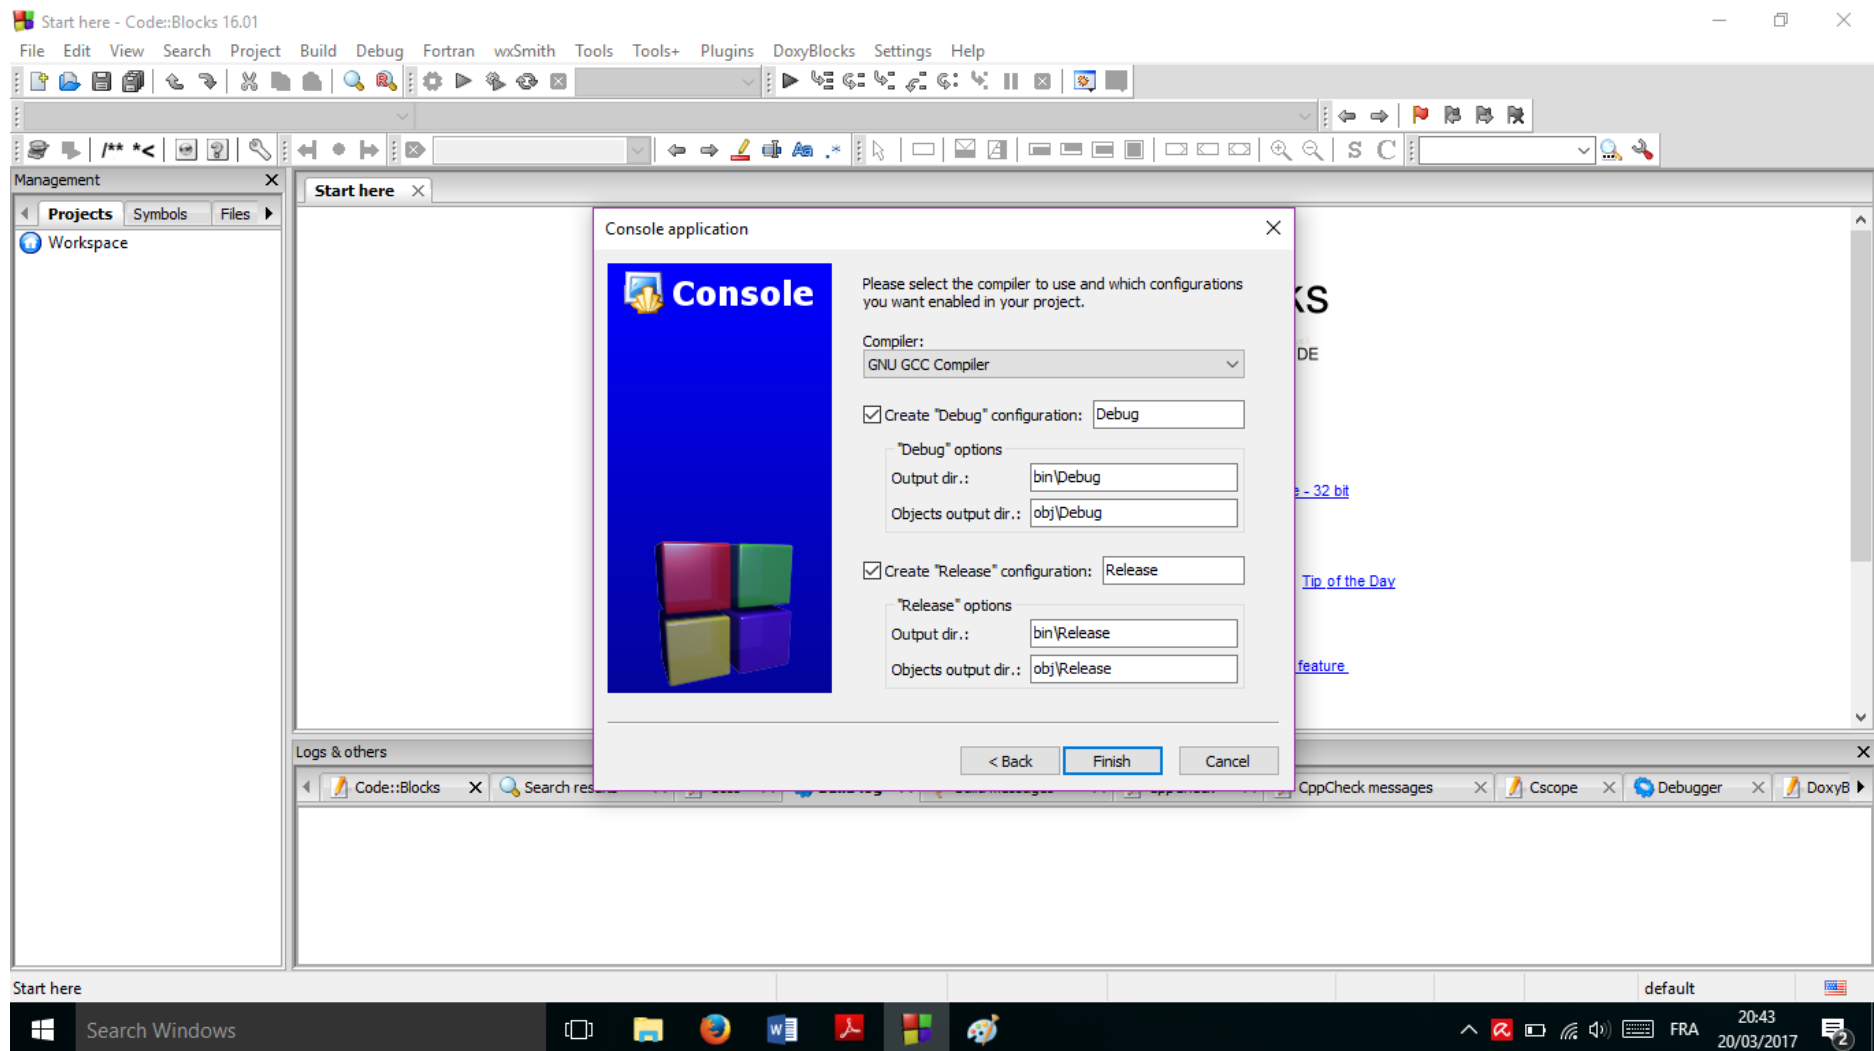 Start here - Code::Blocks 16.01
File Edit View Search Project Build Debug Fortran wxSmith Tools Tools+ Plugins DoxyBlocks Settings Help
/** *<
Aa .*
S C
Management
Start here
Projects Symbols Files
Workspace
Console application
Console
Please select the compiler to use and which configurations
you want enabled in your project.
Compiler:
GNU GCC Compiler
Create "Debug" configuration: Debug
"Debug" options
Output dir.: bin\Debug
Objects output dir.: obj\Debug
Create "Release" configuration: Release
"Release" options
Output dir.: bin\Release
Objects output dir.: obj\Release
< Back Finish Cancel
DE
- 32 bit
Tip of the Day
feature
Logs & others
Code::Blocks Search CppCheck messages Cscope Debugger DoxyB
Start here default
Search Windows
FRA
20:43
20/03/2017
2